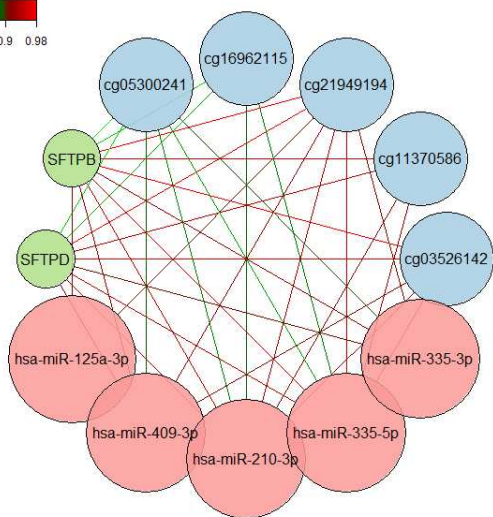 0.9 0.98
cg16962115
cg05300241
cg21949194
SFTPB
cg11370586
SFTPD
cg03526142
hsa-miR-125a-3p
hsa-miR-335-3p
hsa-miR-409-3p
hsa-miR-335-5p
hsa-miR-210-3p